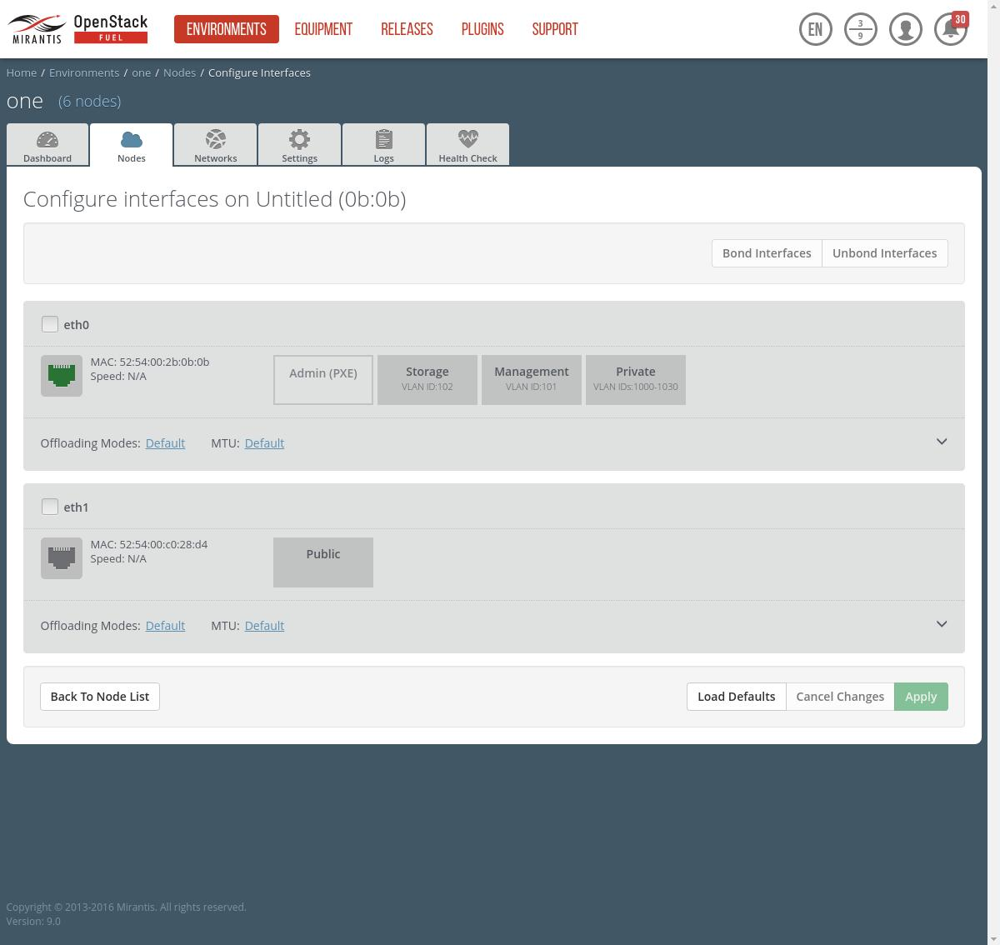 MIRANTIS
OpenStack
FUEL
ENVIRONMENTS EQUIPMENT RELEASES PLUGINS SUPPORT
EN
3
9
30
Home / Environments / one / Nodes / Configure Interfaces
one (6 nodes)
Dashboard Nodes Networks Settings Logs Health Check
Configure interfaces on Untitled (0b:0b)
Bond Interfaces Unbond Interfaces
eth0
MAC: 52:54:00:2b:0b:0b
Speed: N/A
Admin (PXE)
Storage
VLAN ID:102
Management
VLAN ID:101
Private
VLAN IDs:1000-1030
Offloading Modes: Default MTU: Default
eth1
MAC: 52:54:00:c0:28:d4
Speed: N/A
Public
Offloading Modes: Default MTU: Default
Back To Node List Load Defaults Cancel Changes Apply
Copyright © 2013-2016 Mirantis. All rights reserved.
Version: 9.0